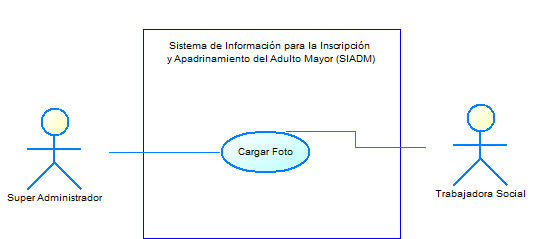 Sistema de Información para la Inscripción
y Apadrinamiento del Adulto Mayor (SIADM)
Cargar Foto
Super Administrador
Trabajadora Social